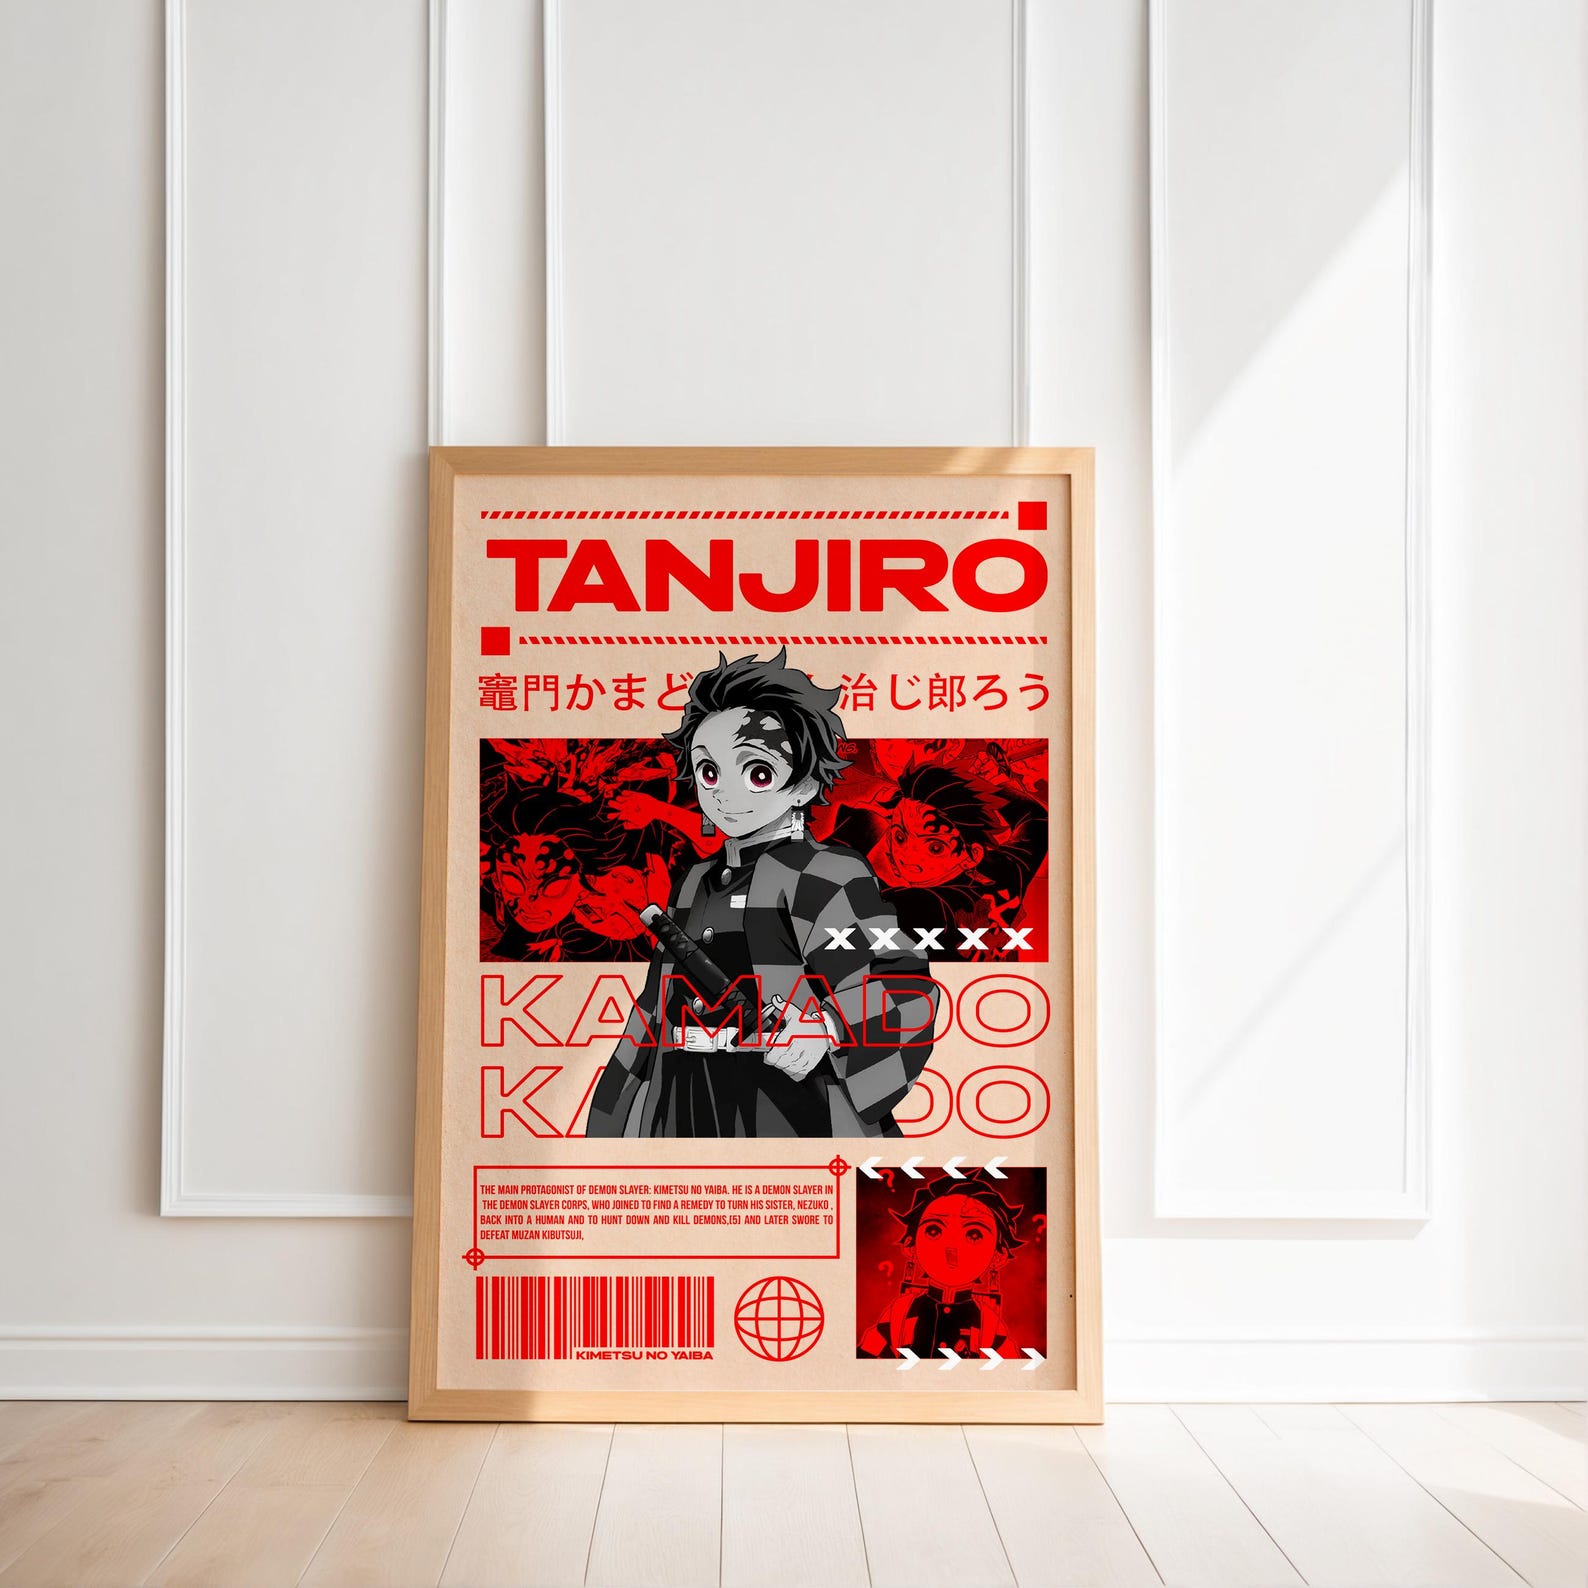 TANJIRO
竈門かまど 治じ郎ろう
NS.
X X X X X
KAMADO
KA DO
THE MAIN PROTAGONIST OF DEMON SLAYER: KIMETSU NO YAIBA. HE IS A DEMON SLAYER IN
THE DEMON SLAYER CORPS, WHO JOINED TO FIND A REMEDY TO TURN HIS SISTER, NEZUKO ,
BACK INTO A HUMAN AND TO HUNT DOWN AND KILL DEMONS,[5] AND LATER SWORE TO
DEFEAT MUZAN KIBUTSUJI,
? ? ? ?
KIMETSU NO YAIBA